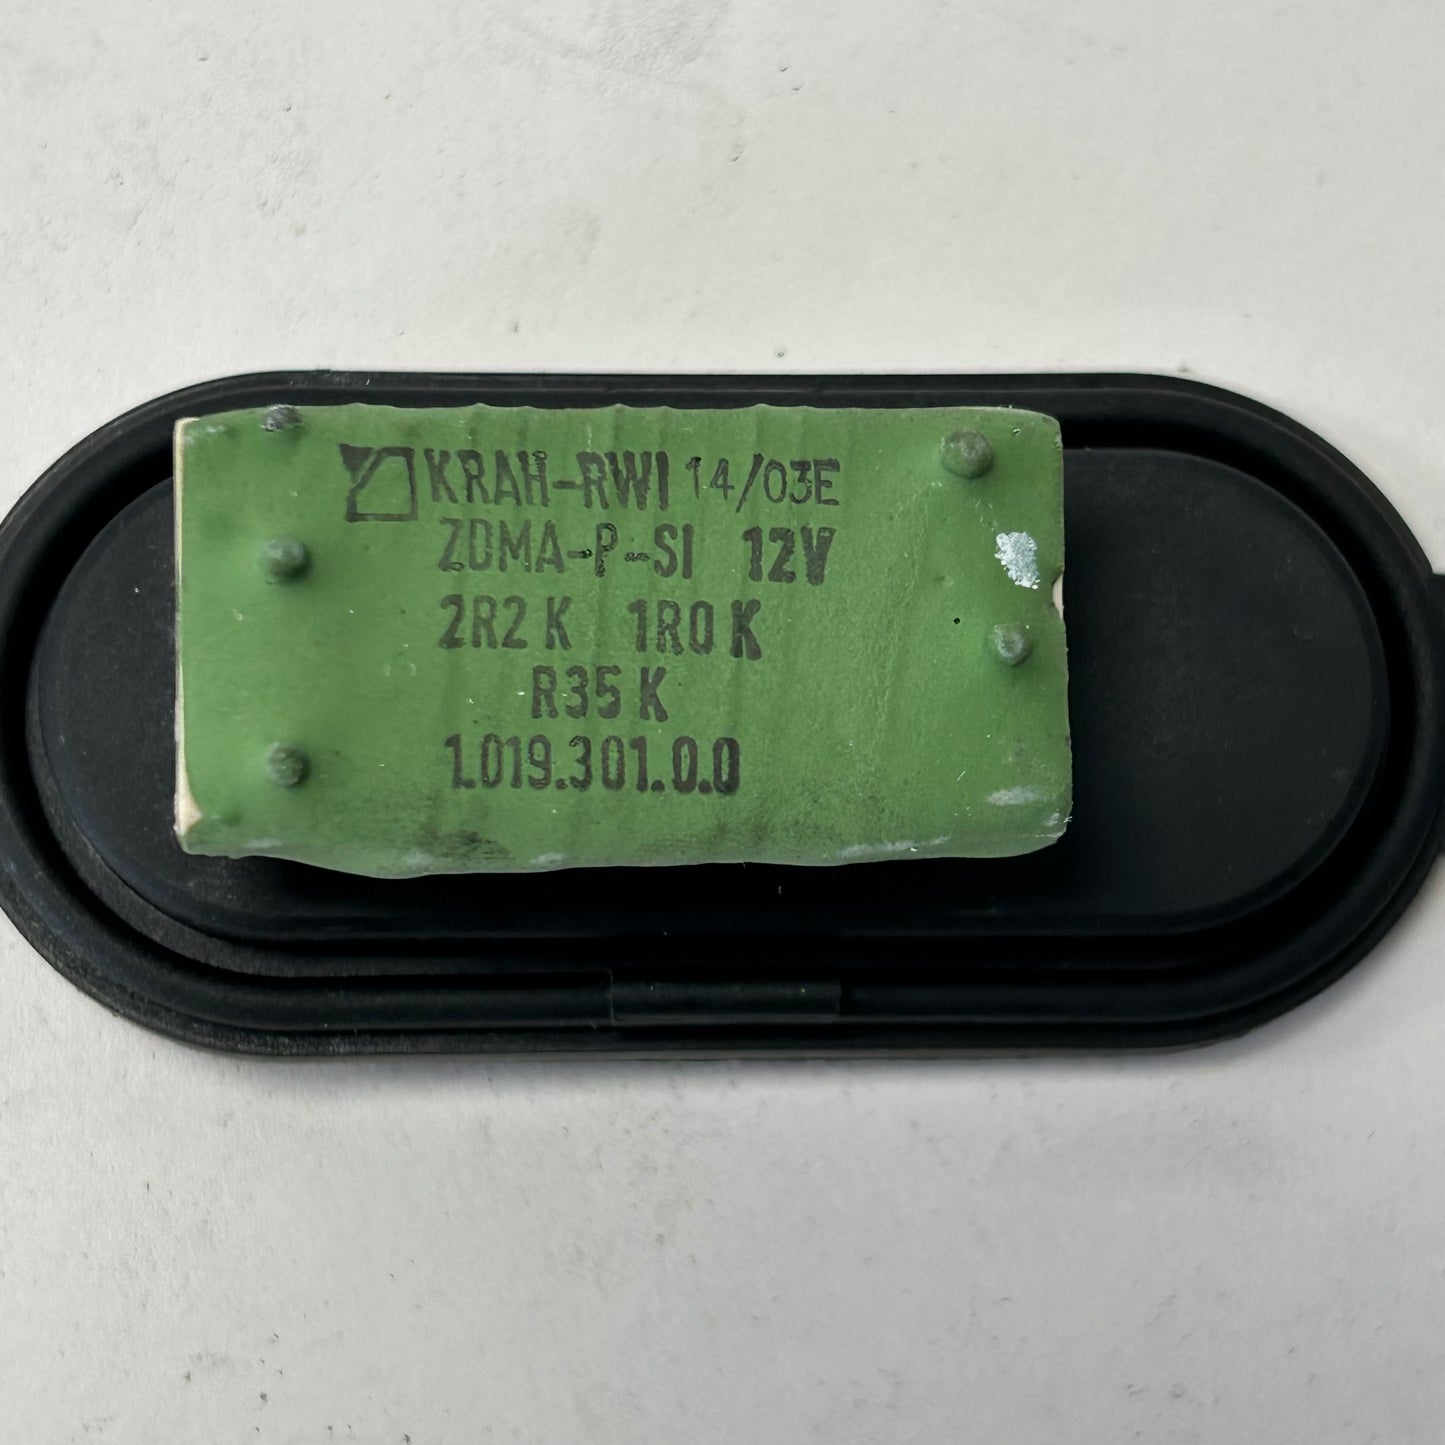 KRAH-RWI 14/03E
ZDMA-P-SI 12V
2R2 K 1R0 K
R35 K
1.019.301.0.0